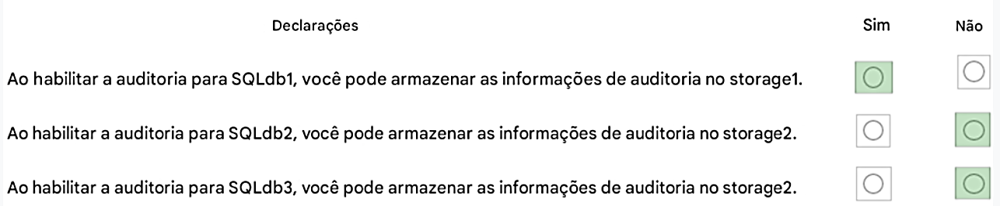 Declarações Sim Não
Ao habilitar a auditoria para SQLdb1, você pode armazenar as informações de auditoria no storage1.
Ao habilitar a auditoria para SQLdb2, você pode armazenar as informações de auditoria no storage2.
Ao habilitar a auditoria para SQLdb3, você pode armazenar as informações de auditoria no storage2.